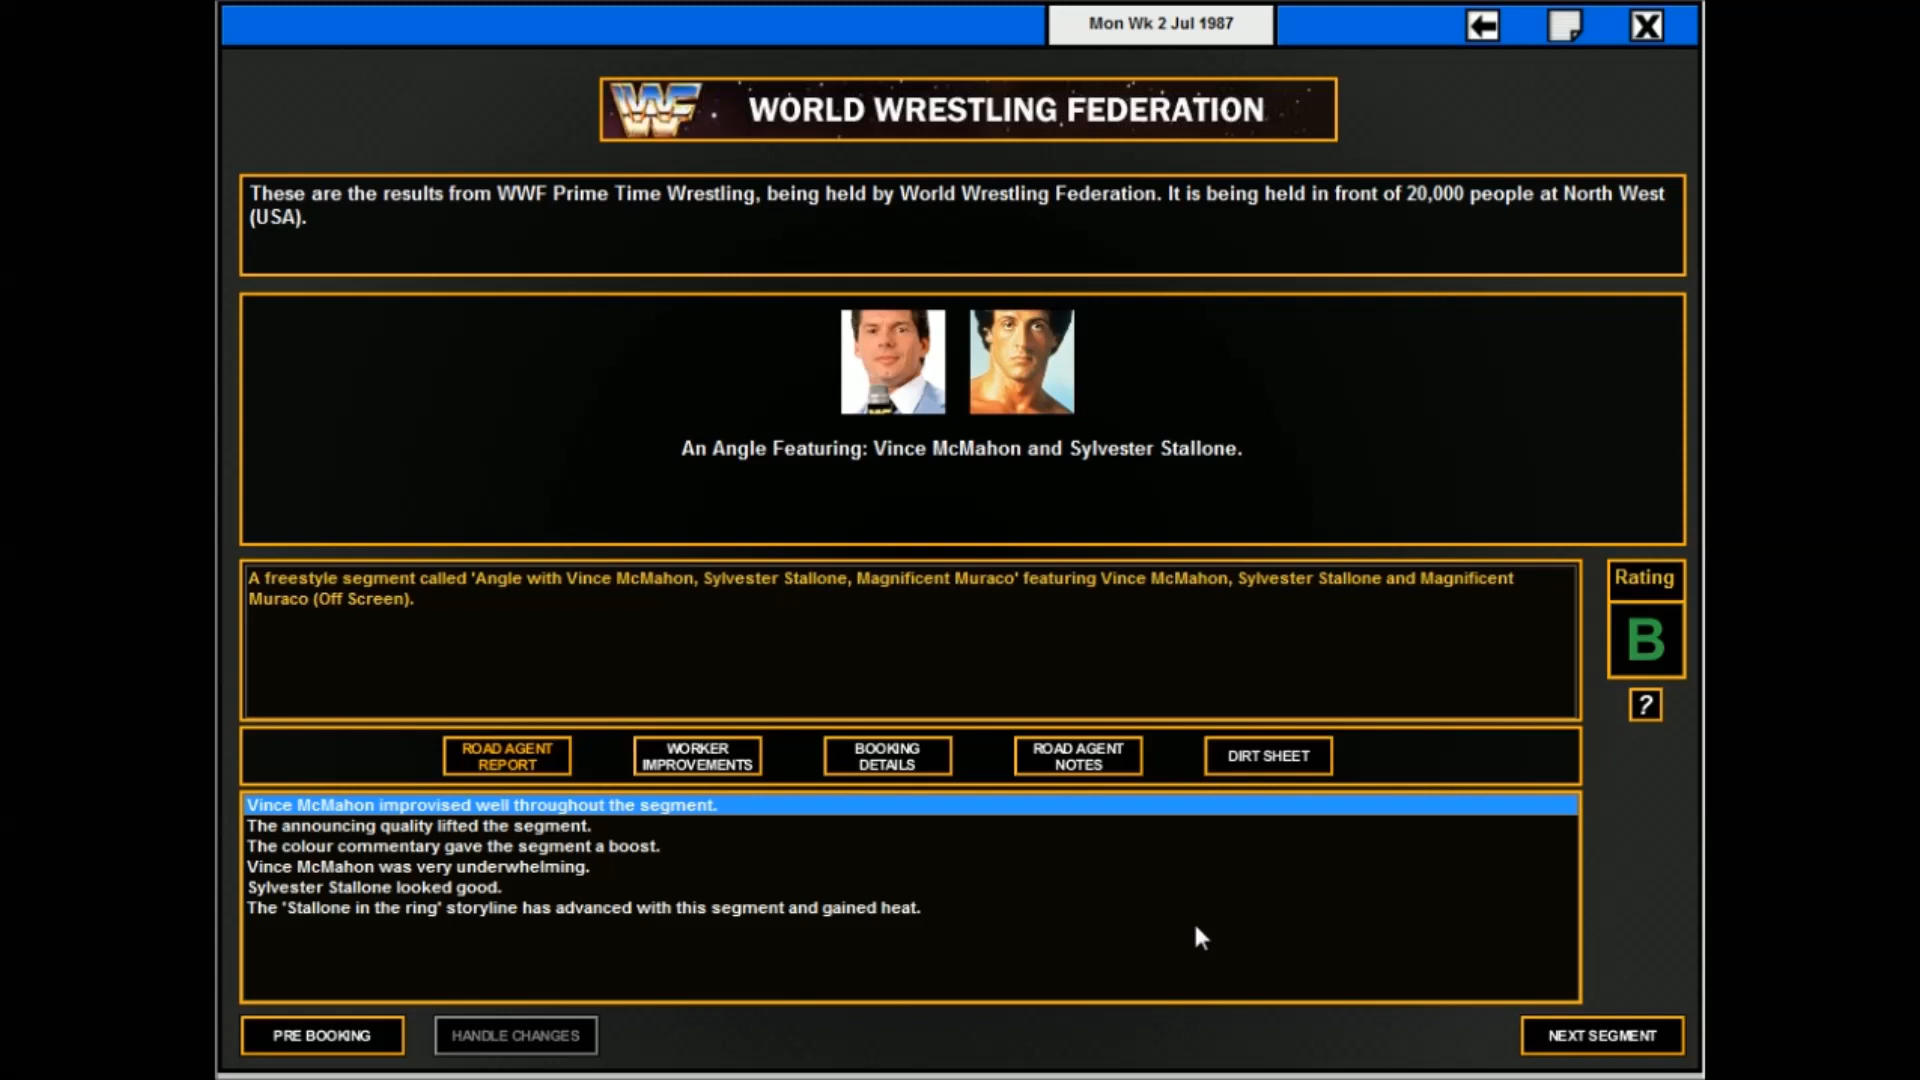 Mon Wk 2 Jul 1987
WF WORLD WRESTLING FEDERATION
These are the results from WWF Prime Time Wrestling, being held by World Wrestling Federation. It is being held in front of 20,000 people at North West
(USA).
An Angle Featuring: Vince McMahon and Sylvester Stallone.
A freestyle segment called 'Angle with Vince McMahon, Sylvester Stallone, Magnificent Muraco' featuring Vince McMahon, Sylvester Stallone and Magnificent
Muraco (Off Screen).
Rating
B
?
ROAD AGENT
REPORT
WORKER
IMPROVEMENTS
BOOKING
DETAILS
ROAD AGENT
NOTES
DIRT SHEET
Vince McMahon improvised well throughout the segment.
The announcing quality lifted the segment.
The colour commentary gave the segment a boost.
Vince McMahon was very underwhelming.
Sylvester Stallone looked good.
The 'Stallone in the ring' storyline has advanced with this segment and gained heat.
PRE BOOKING
HANDLE CHANGES
NEXT SEGMENT